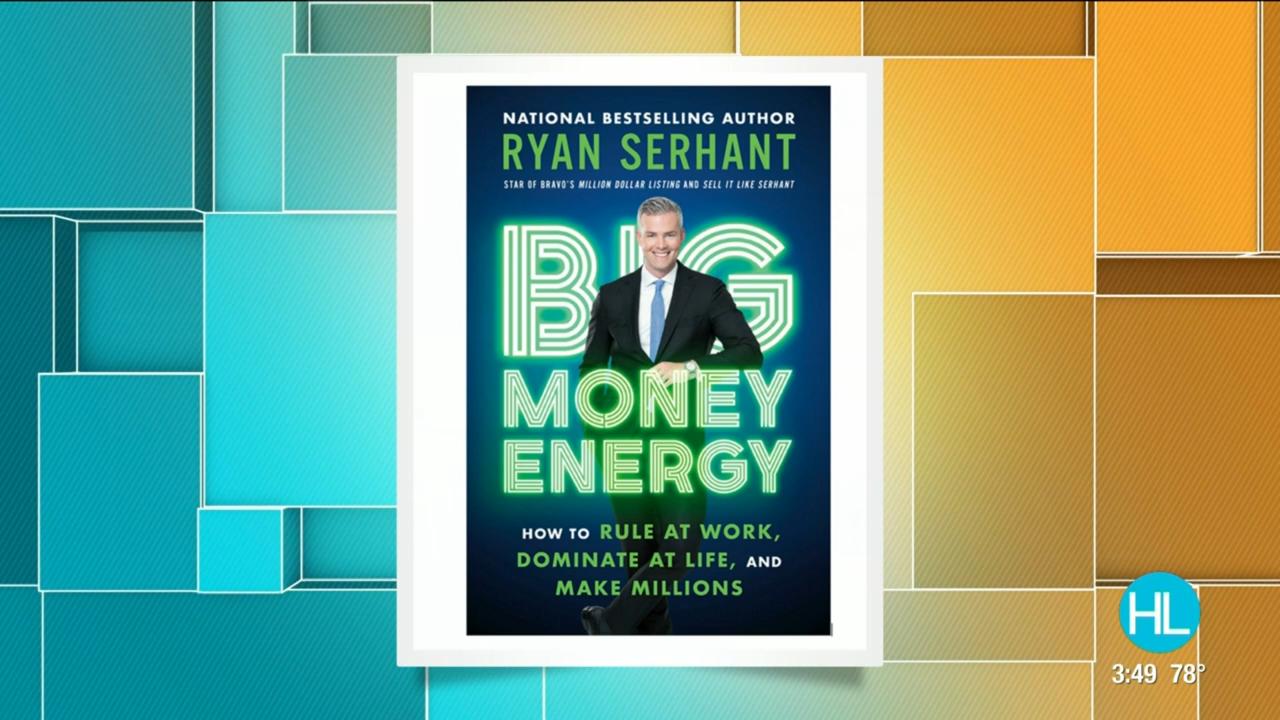 NATIONAL BESTSELLING AUTHOR
RYAN SERHANT
STAR OF BRAVO'S MILLION DOLLAR LISTING AND SELL IT LIKE SERHANT
BIG
MONEY
ENERGY
HOW TO RULE AT WORK,
DOMINATE AT LIFE, AND
MAKE MILLIONS
HL
3:49 78°